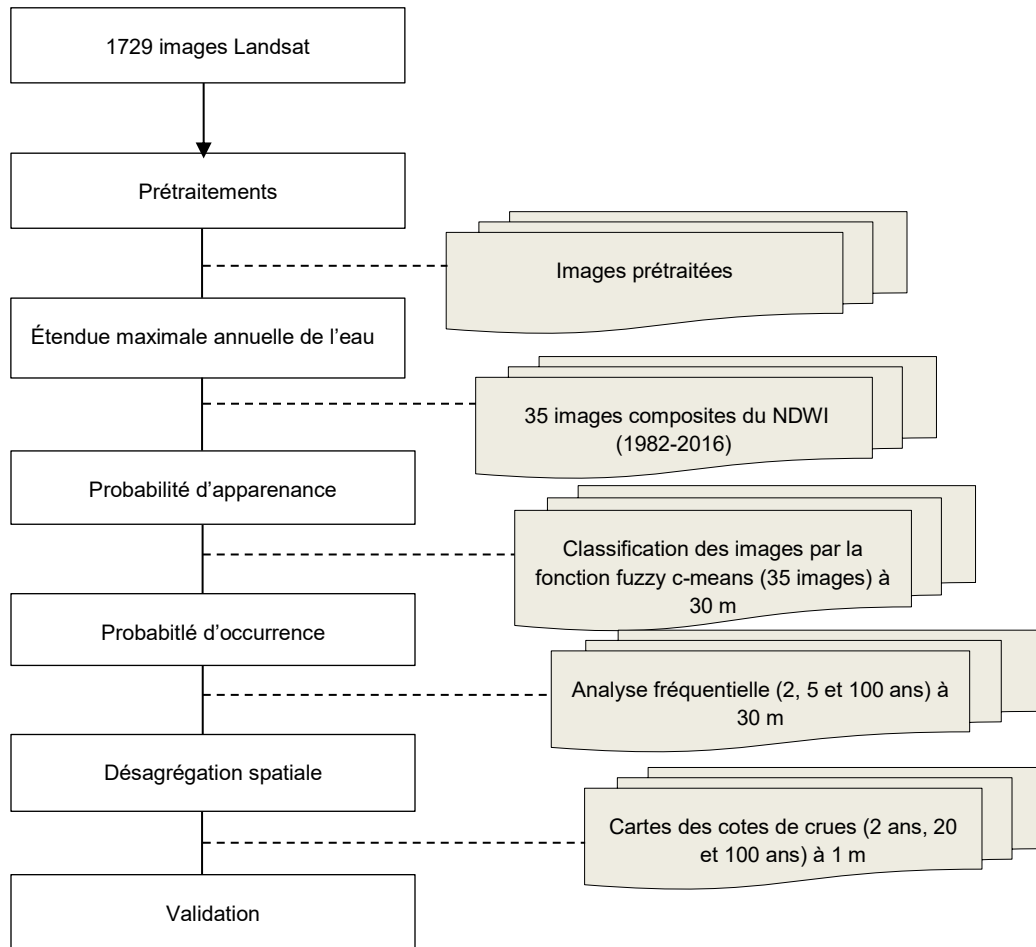 1729 images Landsat
Prétraitements
Images prétraitées
Étendue maximale annuelle de l'eau
35 images composites du NDWI
(1982-2016)
Probabilité d'apparenance
Classification des images par la
fonction fuzzy c-means (35 images) à
30 m
Probabitlé d'occurrence
Analyse fréquentielle (2, 5 et 100 ans) à
30 m
Désagrégation spatiale
Cartes des cotes de crues (2 ans, 20
et 100 ans) à 1 m
Validation